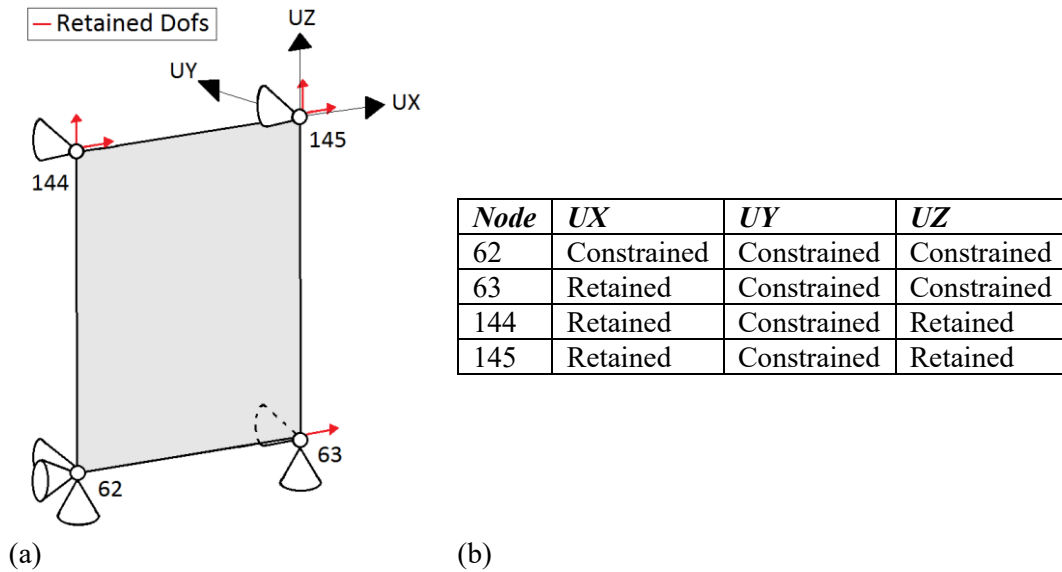 Retained Dofs
UZ
UY
UX
145
144
63
62
Node UX UY UZ
62 Constrained Constrained Constrained
63 Retained Constrained Constrained
144 Retained Constrained Retained
145 Retained Constrained Retained
(a) (b)